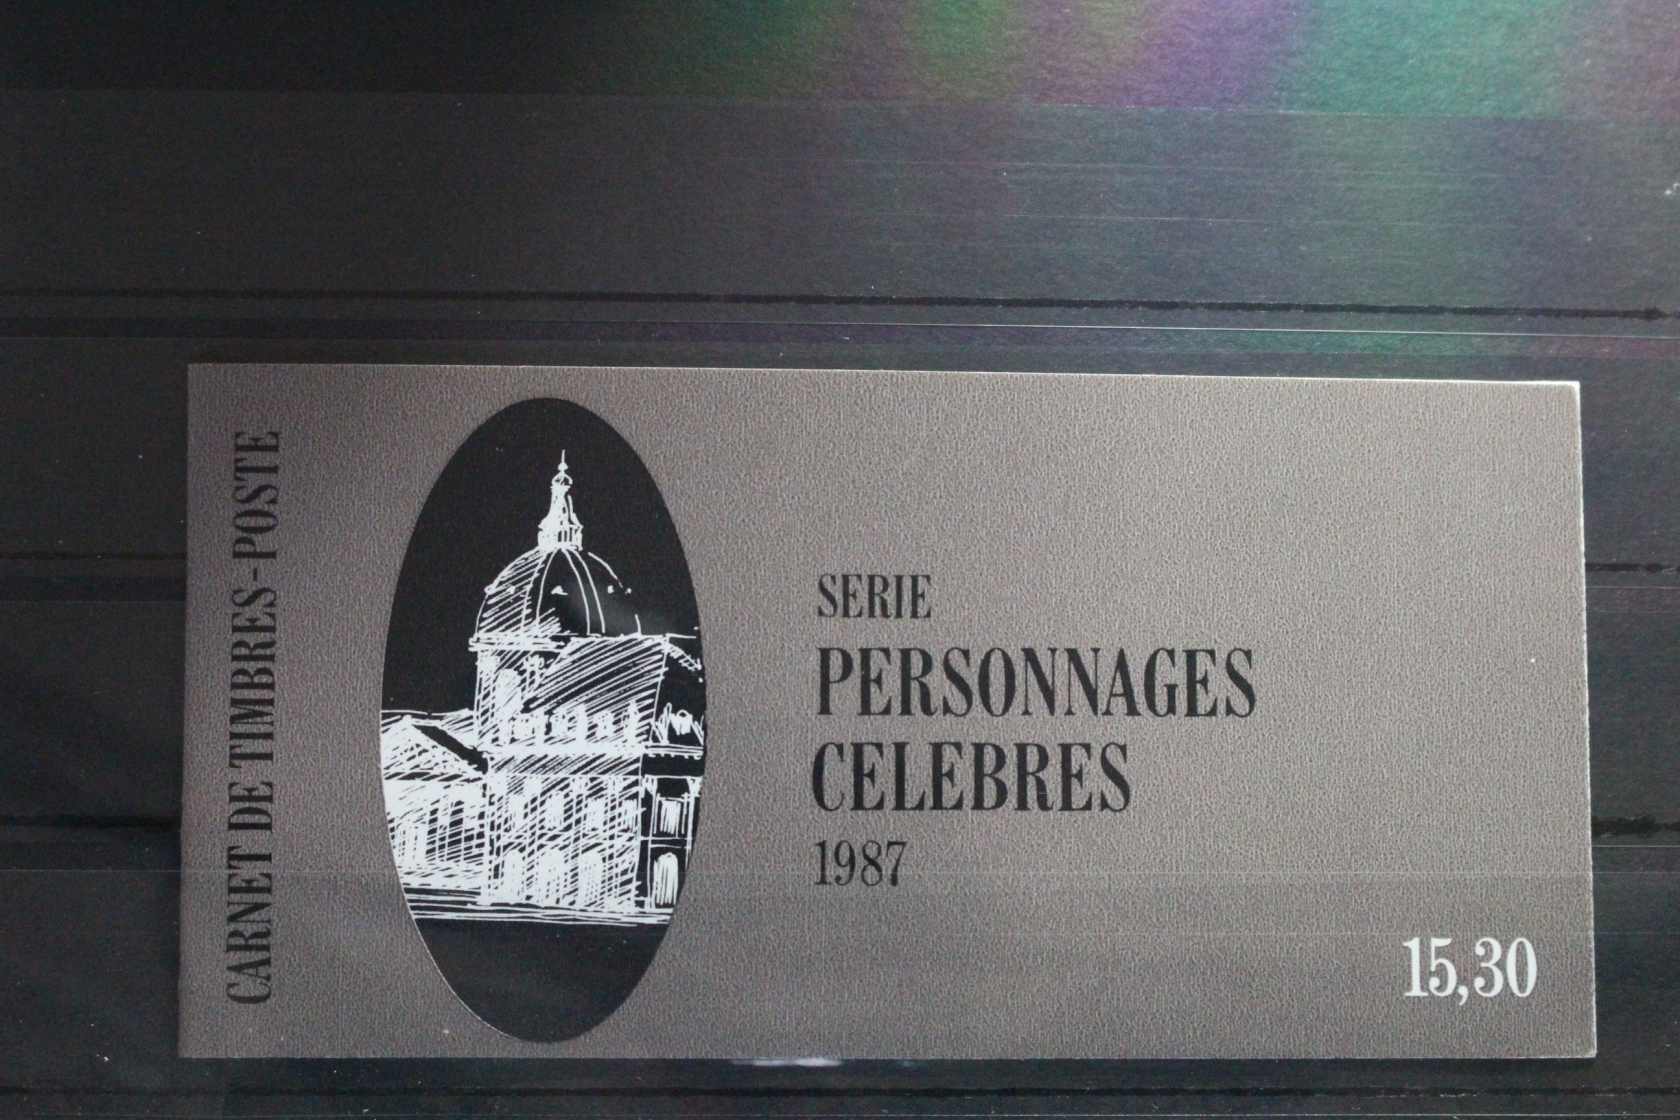 CARNET DE TIMBRES-POSTE
SERIE
PERSONNAGES
CELEBRES
1987
15,30